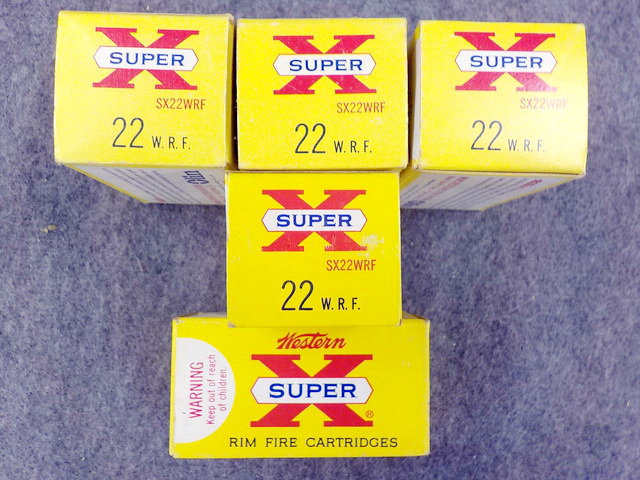 SUPER X
SX22WRF
22 W. R. F.
SUPER X
SX22WRF
22 W. R. F.
SUPER X
SX22WRF
22 W. R. F.
SUPER X
SX22WRF
22 W. R. F.
WARNING
Keep out of reach
of children.
Western
SUPER X ®
RIM FIRE CARTRIDGES